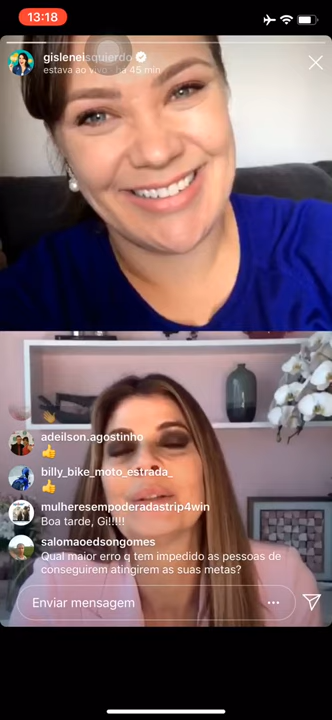 13:18
gisleneisquierdo
estava ao vivo · há 45 min
adeilson.agostinho
👍
billy_bike_moto_estrada_
👍
mulheresempoderadastrip4win
Boa tarde, Gi!!!!!
salomaoedsongomes
Qual maior erro q tem impedido as pessoas de
conseguirem atingirem as suas metas?
Enviar mensagem